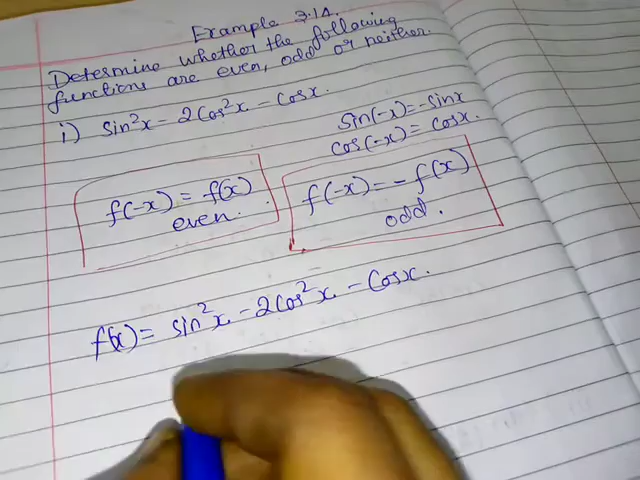 Example 3.14.
Determine whether the following
functions are even, odd or neither.
i) sin²x - 2Cos²x - Cosx.
sin(-x)=-sinx
cos(-x)=cosx.
f(-x) = f(x)
even.
f(-x) = -f(x)
odd.
f(x) = sin²x - 2Cos²x - Cosx.